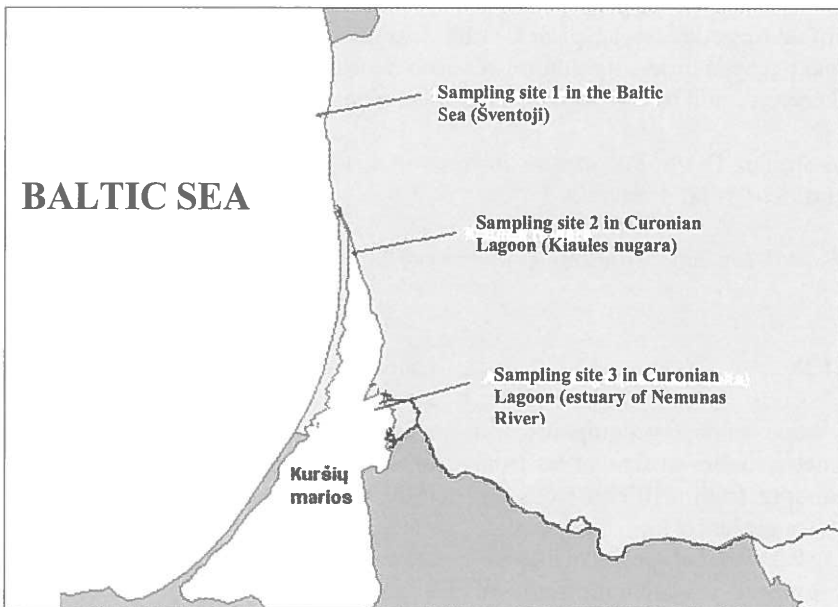 Sampling site 1 in the Baltic
Sea (Šventoji)
BALTIC SEA
Sampling site 2 in Curonian
Lagoon (Kiaules nugara)
Sampling site 3 in Curonian
Lagoon (estuary of Nemunas
River)
Kuršių
marios